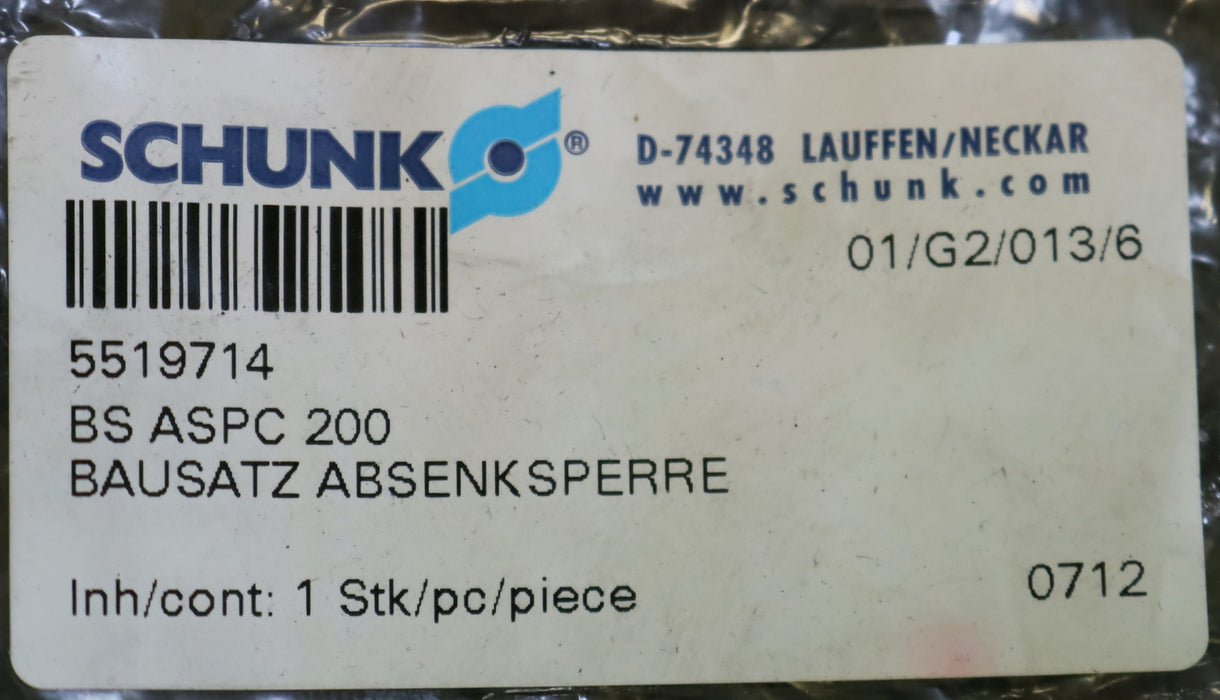 SCHUNK ®
D-74348 LAUFFEN/NECKAR
www.schunk.com
01/G2/013/6
5519714
BS ASPC 200
BAUSATZ ABSENKSPERRE
Inh/cont: 1 Stk/pc/piece
0712